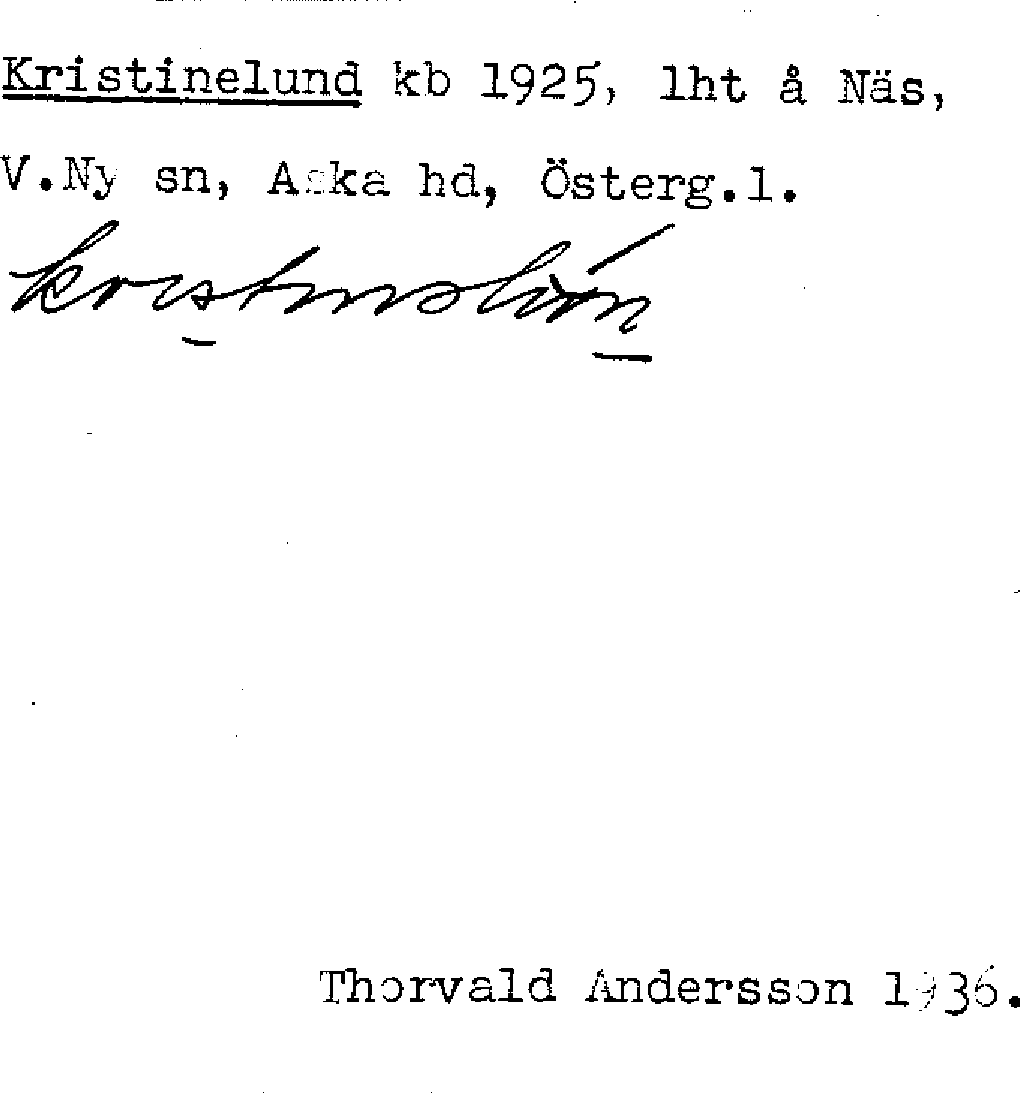 Kristinelund kb 1925, lht å Näs,
V.Ny sn, Aska hd, Österg.l.
Thorvald Andersson 1936.